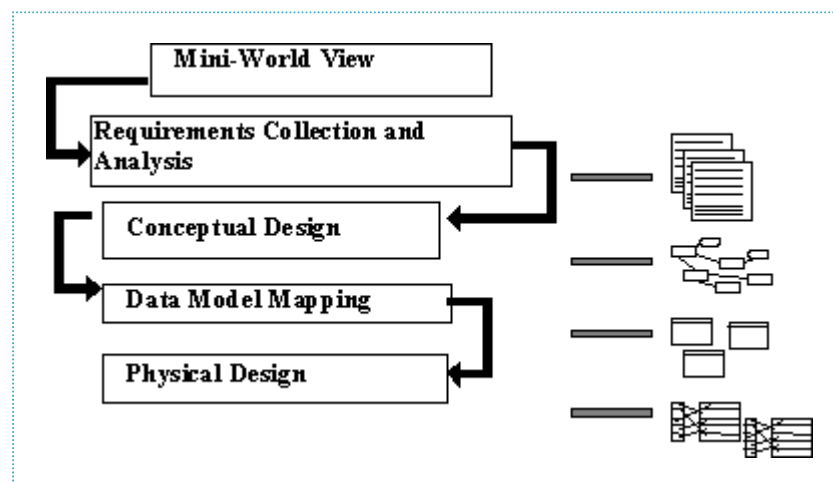 Mini-World View
Requirements Collection and
Analysis
Conceptual Design
Data Model Mapping
Physical Design